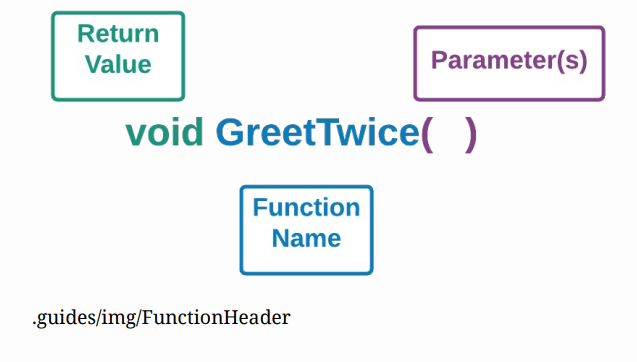 Return
Value
Parameter(s)
void GreetTwice( )
Function
Name
.guides/img/FunctionHeader